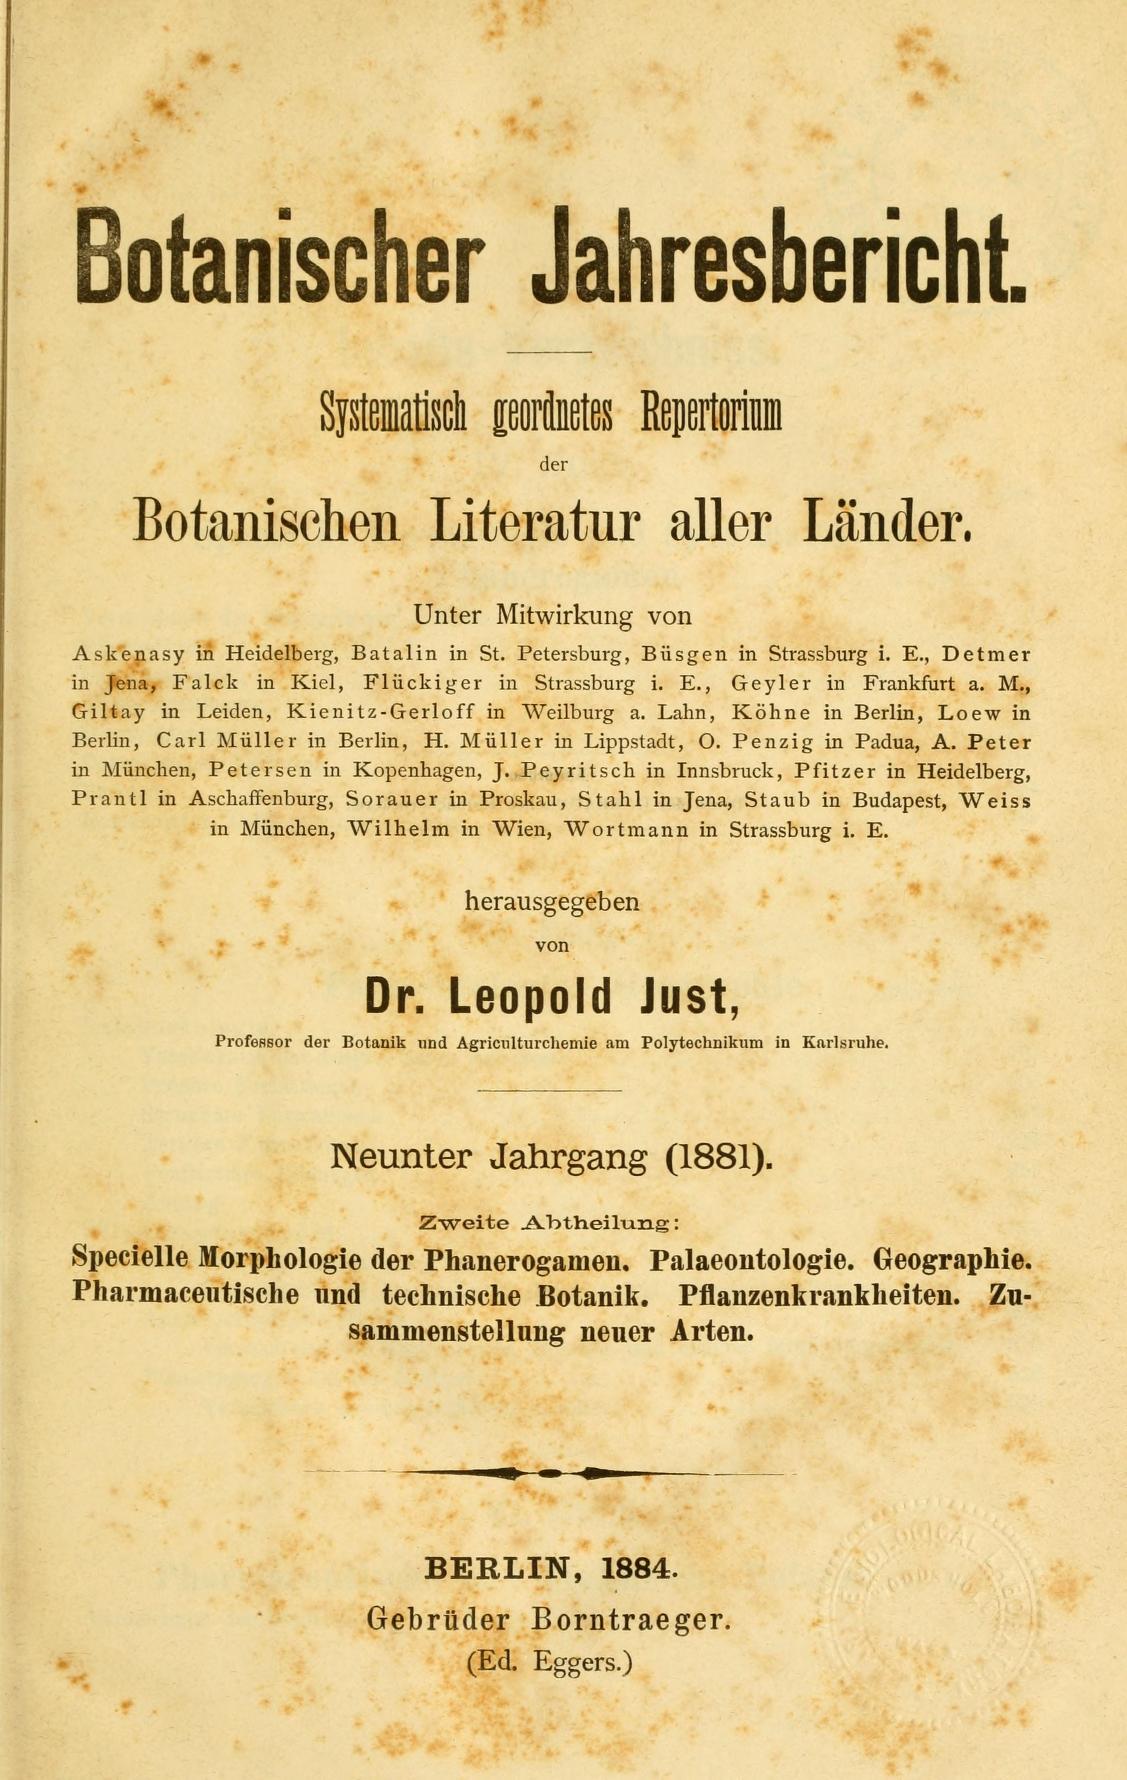 Botanischer Jahresbericht.
Systematisch geordnetes Repertorium
der
Botanischen Literatur aller Länder.
Unter Mitwirkung von
Askenasy in Heidelberg, Batalin in St. Petersburg, Büsgen in Strassburg i. E., Detmer
in Jena, Falck in Kiel, Flückiger in Strassburg i. E., Geyler in Frankfurt a. M.,
Giltay in Leiden, Kienitz-Gerloff in Weilburg a. Lahn, Köhne in Berlin, Loew in
Berlin, Carl Müller in Berlin, H. Müller in Lippstadt, O. Penzig in Padua, A. Peter
in München, Petersen in Kopenhagen, J. Peyritsch in Innsbruck, Pfitzer in Heidelberg,
Prantl in Aschaffenburg, Sorauer in Proskau, Stahl in Jena, Staub in Budapest, Weiss
in München, Wilhelm in Wien, Wortmann in Strassburg i. E.
herausgegeben
von
Dr. Leopold Just,
Professor der Botanik und Agriculturchemie am Polytechnikum in Karlsruhe.
Neunter Jahrgang (1881).
Zweite Abtheilung:
Specielle Morphologie der Phanerogamen. Palaeontologie. Geographie.
Pharmaceutische und technische Botanik. Pflanzenkrankheiten. Zu-
sammenstellung neuer Arten.
BERLIN, 1884.
Gebrüder Borntraeger.
(Ed. Eggers.)
BIOLOGICAL